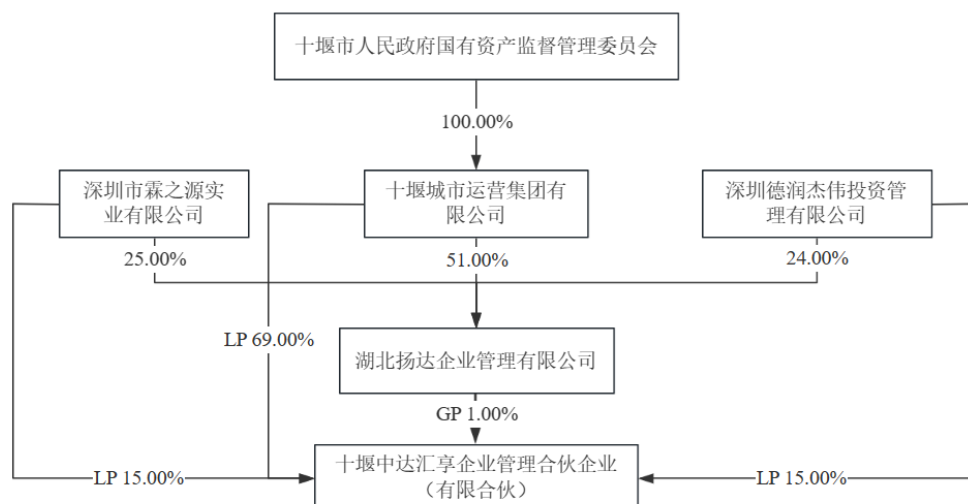 十堰市人民政府国有资产监督管理委员会
100.00%
深圳市霖之源实
业有限公司
十堰城市运营集团有
限公司
深圳德润杰伟投资管
理有限公司
25.00%
51.00%
24.00%
LP 69.00%
湖北扬达企业管理有限公司
GP 1.00%
LP 15.00%
十堰中达汇享企业管理合伙企业
（有限合伙）
LP 15.00%